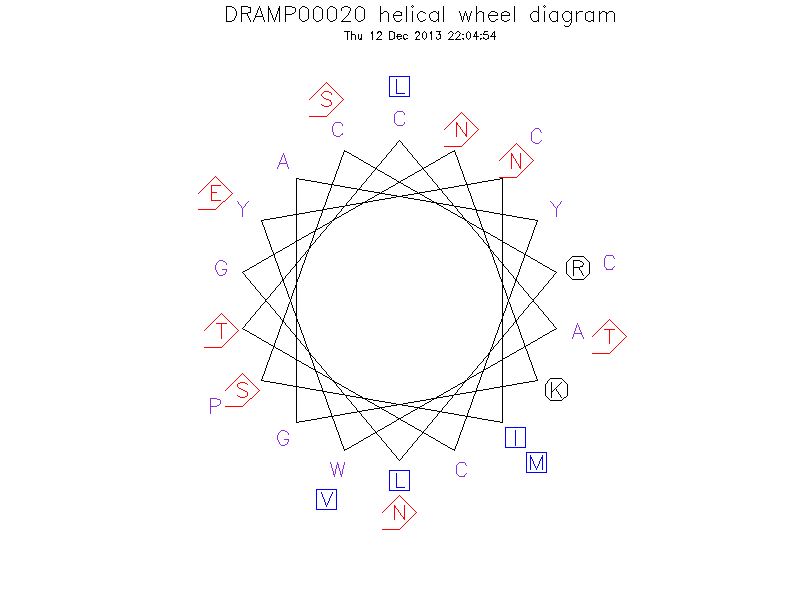 DRAMP00020 helical wheel diagram
Thu 12 Dec 2013 22:04:54
L
S
C
C
N
C
A
N
E
Y
Y
G
R
C
T
A
T
P
S
K
G
I
W
L
C
M
V
N